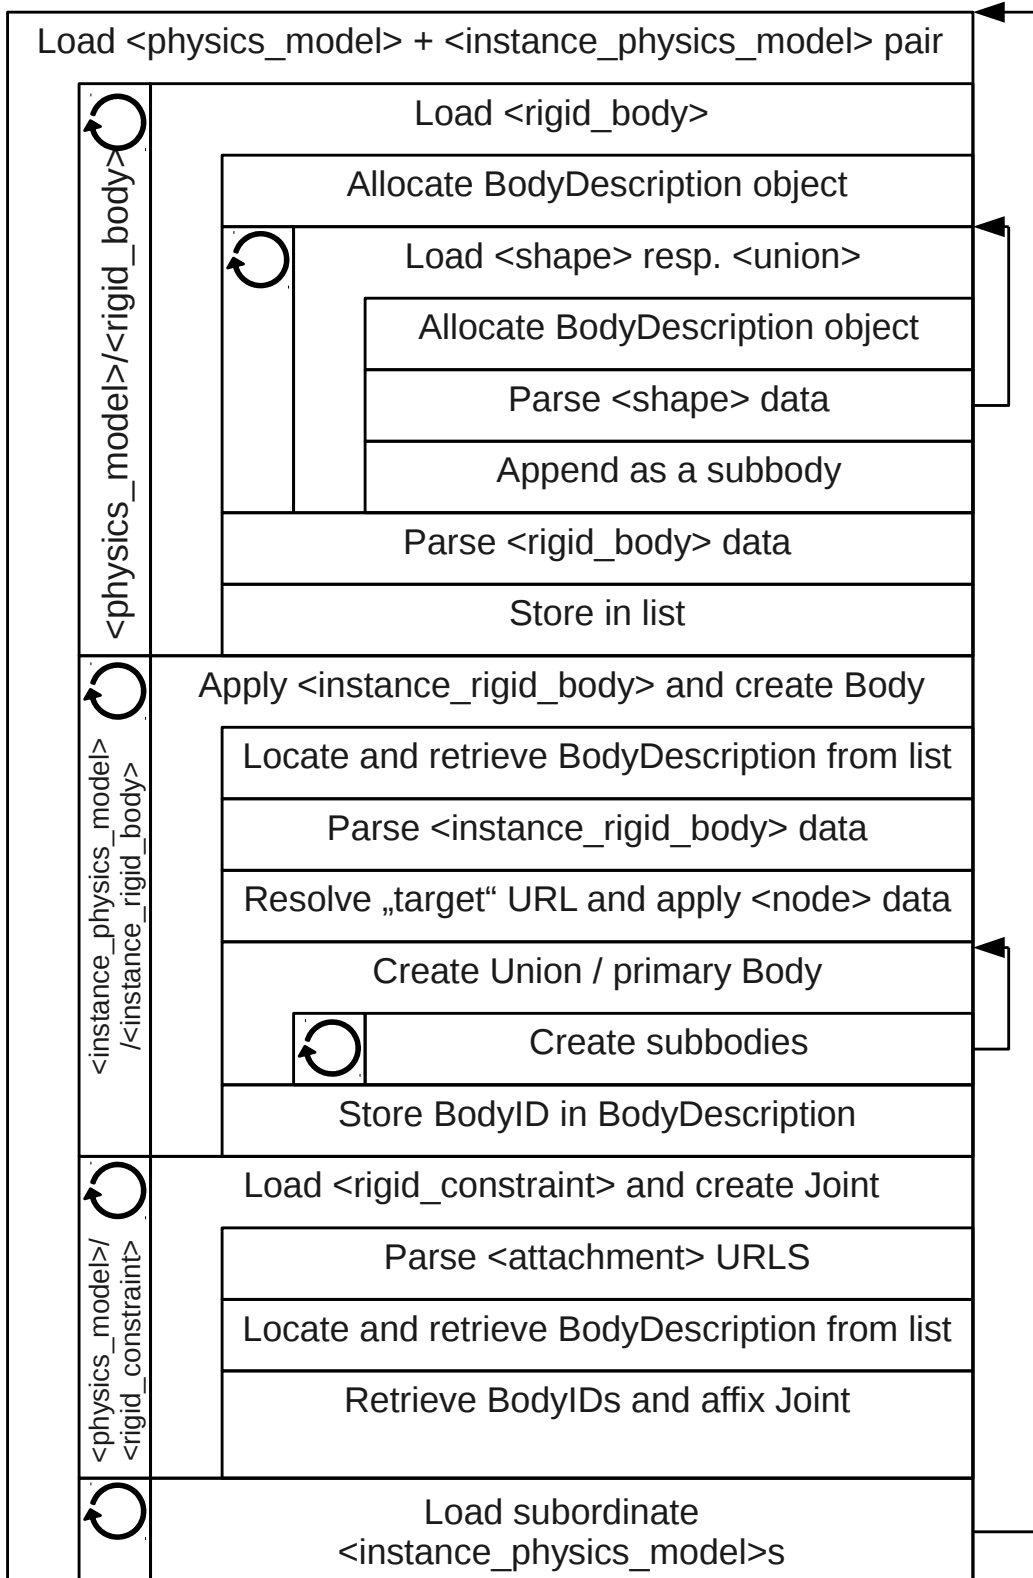 Load <physics_model> + <instance_physics_model> pair
<physics_model>/<rigid_body>
Load <rigid_body>
Allocate BodyDescription object
Load <shape> resp. <union>
Allocate BodyDescription object
Parse <shape> data
Append as a subbody
Parse <rigid_body> data
Store in list
<instance_physics_model>
/<instance_rigid_body>
Apply <instance_rigid_body> and create Body
Locate and retrieve BodyDescription from list
Parse <instance_rigid_body> data
Resolve „target“ URL and apply <node> data
Create Union / primary Body
Create subbodies
Store BodyID in BodyDescription
<physics_model>/
<rigid_constraint>
Load <rigid_constraint> and create Joint
Parse <attachment> URLS
Locate and retrieve BodyDescription from list
Retrieve BodyIDs and affix Joint
Load subordinate
<instance_physics_model>s